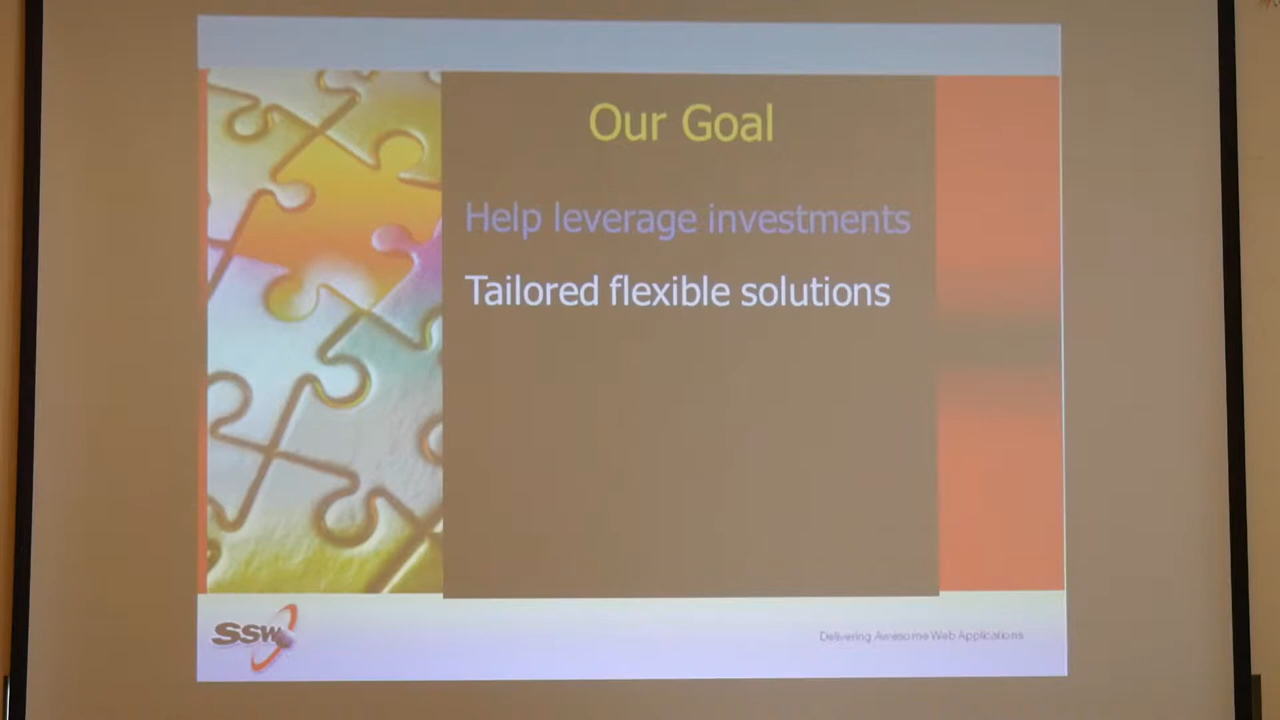 Our Goal
Help leverage investments
Tailored flexible solutions
SSW
Delivering Awesome Web Applications